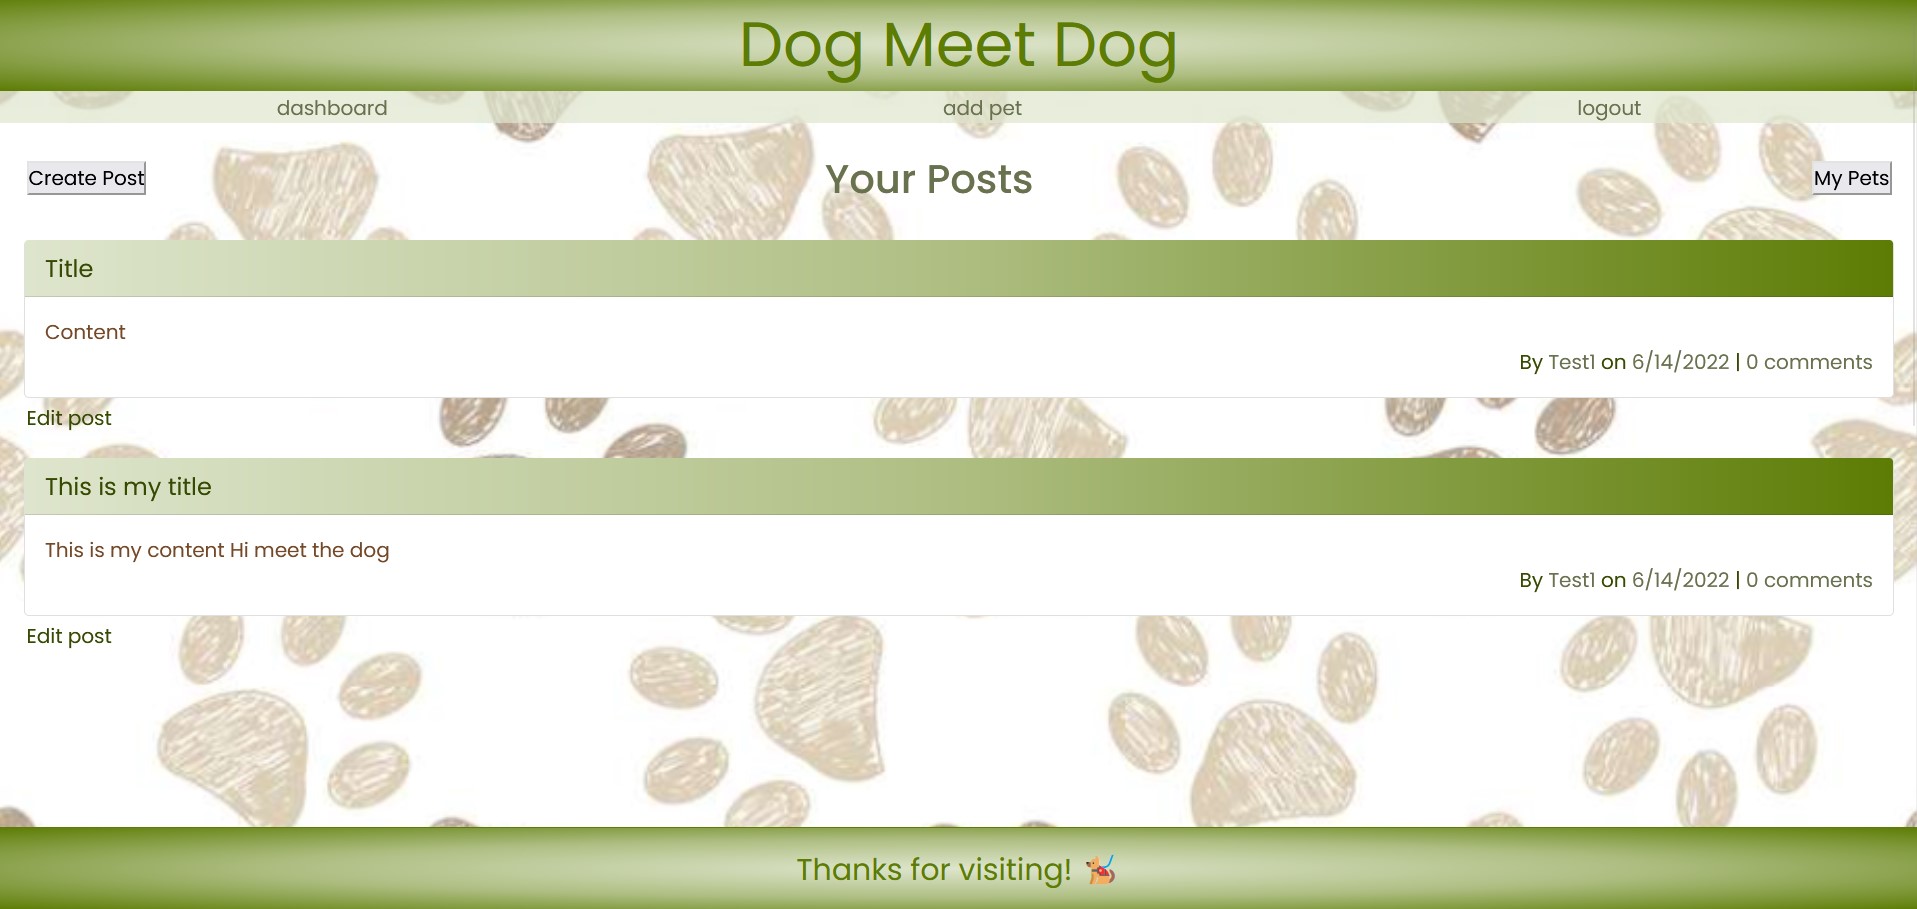 Dog Meet Dog
dashboard add pet logout
Create Post Your Posts My Pets
Title
Content
By Test1 on 6/14/2022 | 0 comments
Edit post
This is my title
This is my content Hi meet the dog
By Test1 on 6/14/2022 | 0 comments
Edit post
Thanks for visiting! 🐕‍🦺